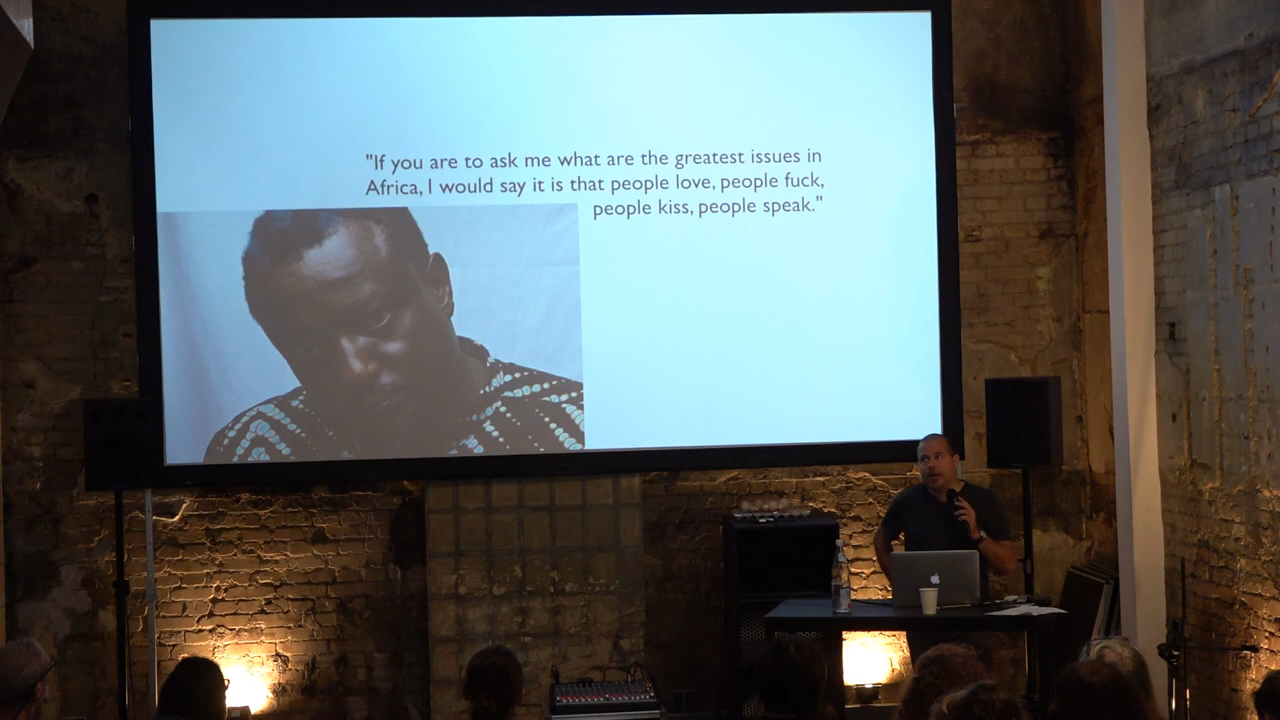 "If you are to ask me what are the greatest issues in
Africa, I would say it is that people love, people fuck,
people kiss, people speak."